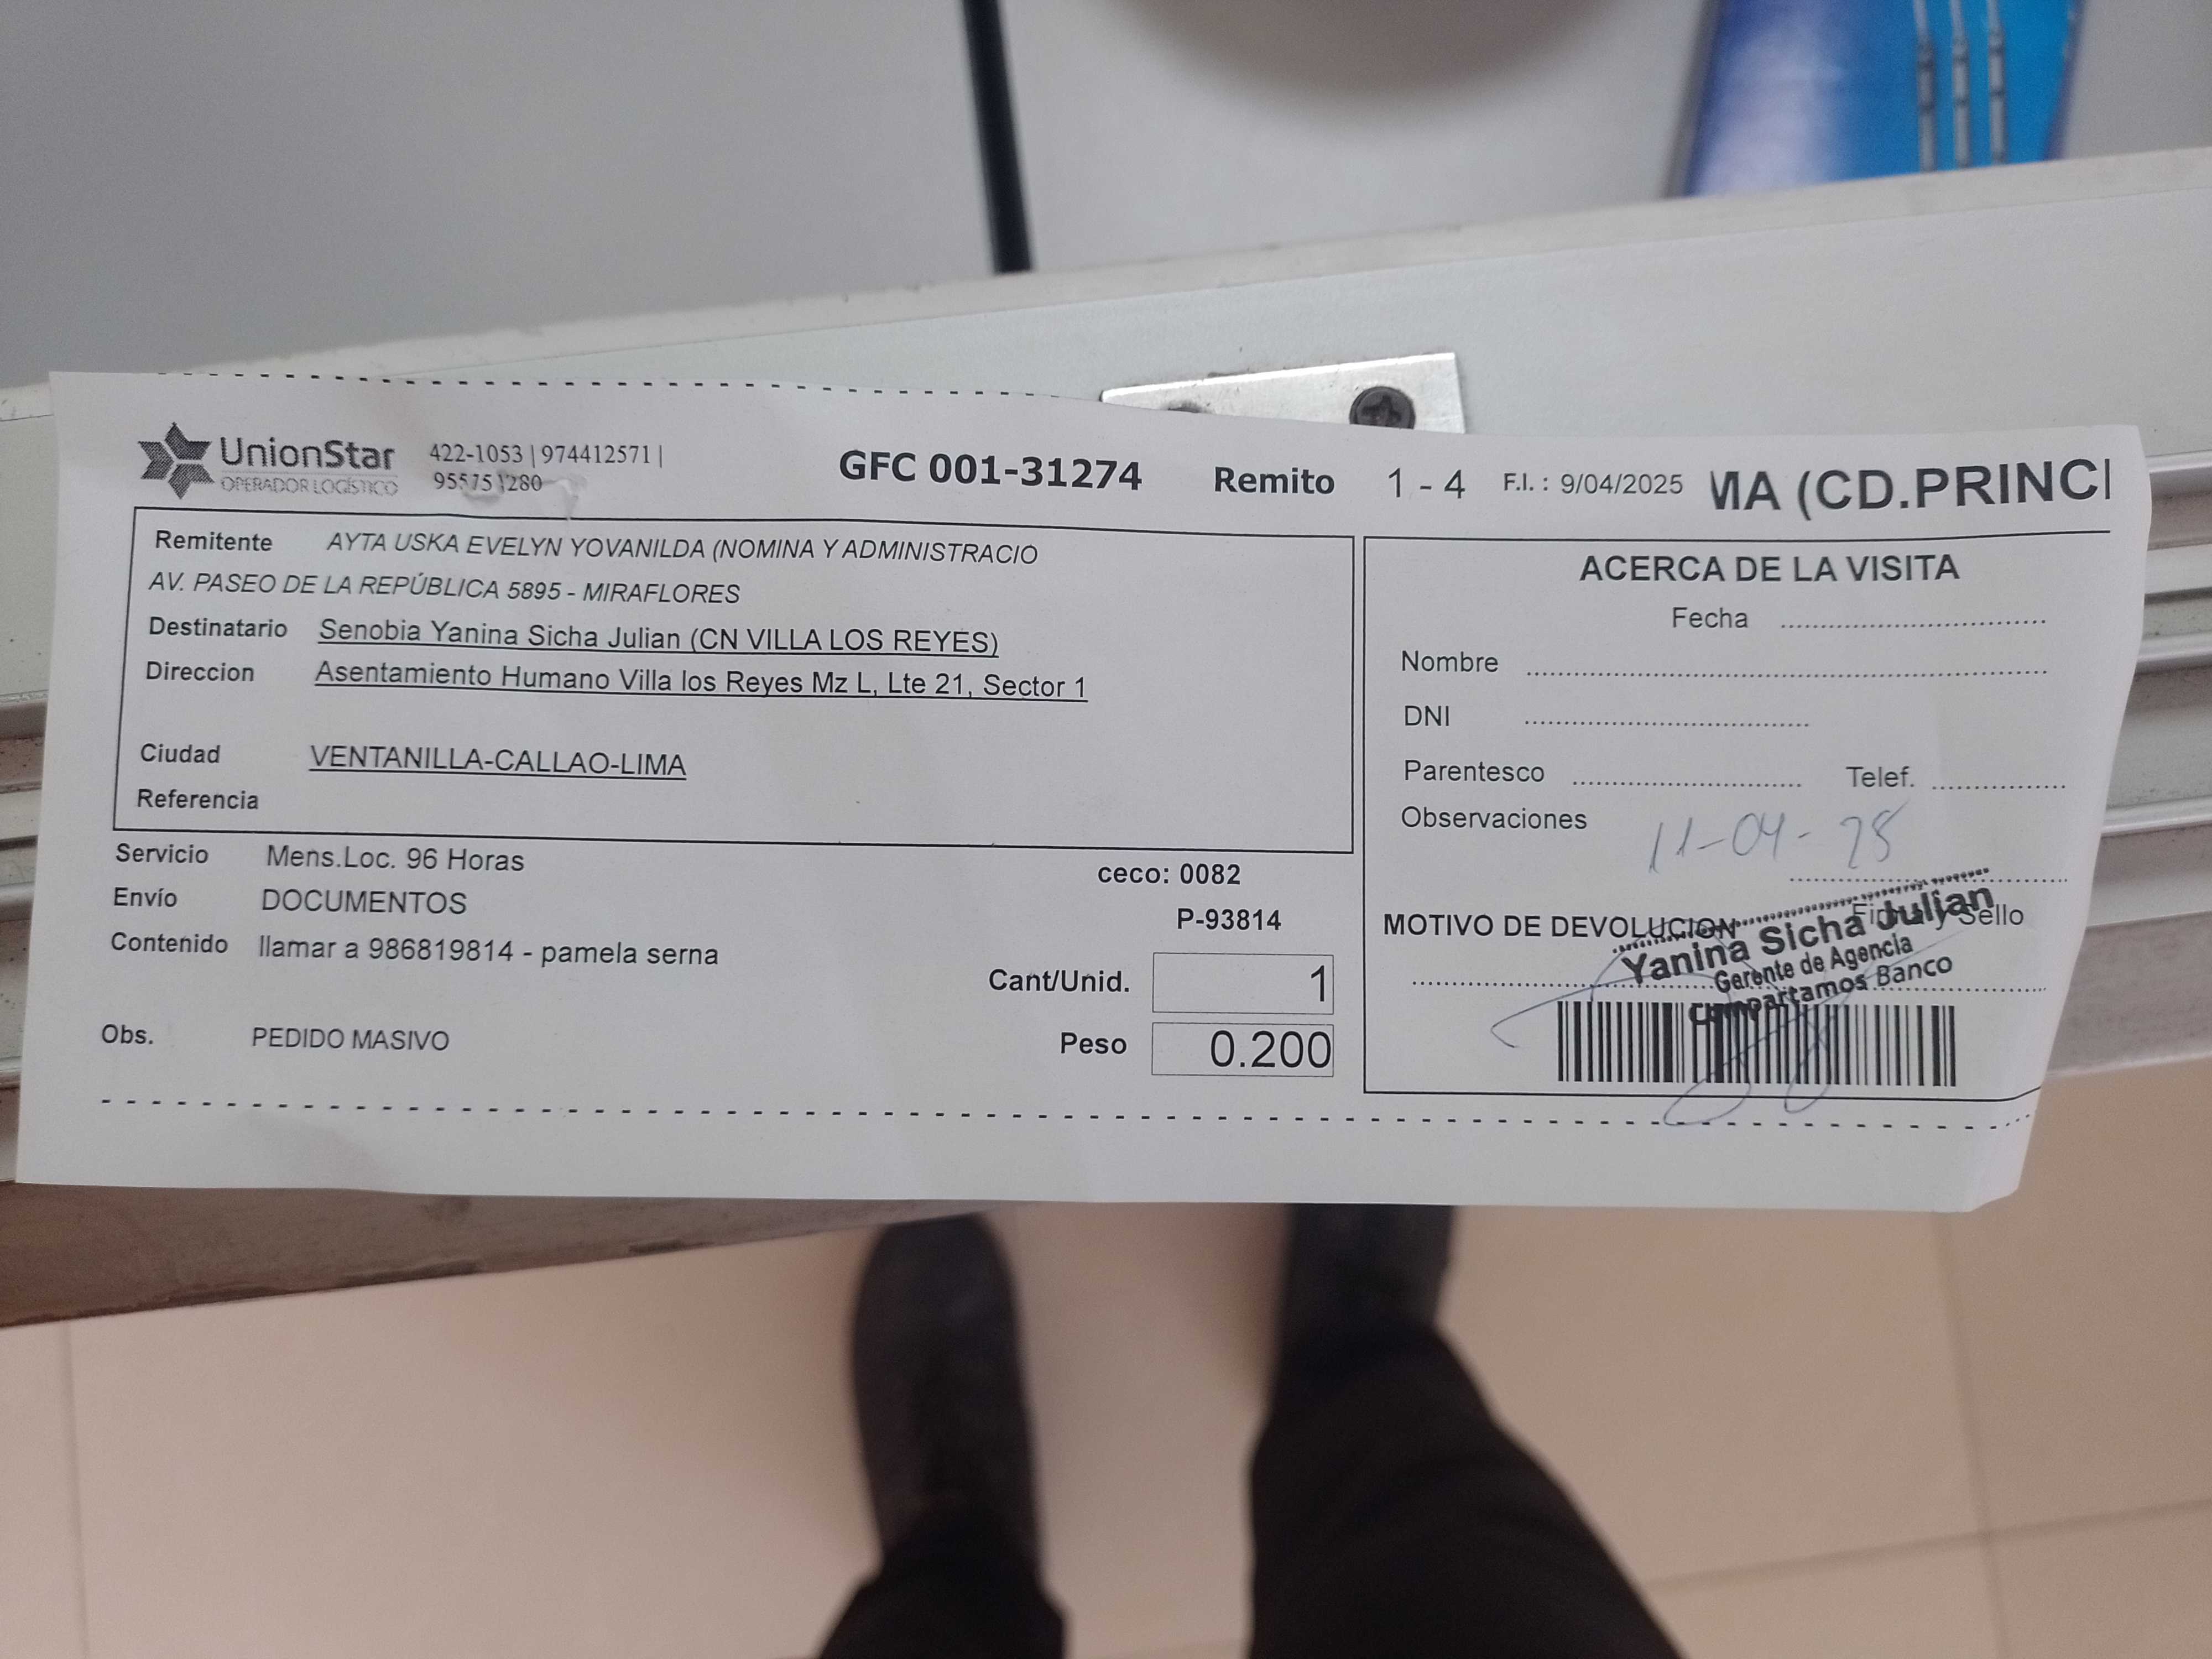 UnionStar
OPERADOR LOGÍSTICO
422-1053 | 974412571 |
955751280
GFC 001-31274
Remito 1 - 4
F.I. : 9/04/2025
MA (CD.PRINCI
Remitente AYTA USKA EVELYN YOVANILDA (NOMINA Y ADMINISTRACIO
AV. PASEO DE LA REPÚBLICA 5895 - MIRAFLORES
Destinatario Senobia Yanina Sicha Julian (CN VILLA LOS REYES)
Direccion Asentamiento Humano Villa los Reyes Mz L, Lte 21, Sector 1
Ciudad VENTANILLA-CALLAO-LIMA
Referencia
Servicio Mens.Loc. 96 Horas
Envío DOCUMENTOS
Contenido llamar a 986819814 - pamela serna
Obs. PEDIDO MASIVO
ceco: 0082
P-93814
Cant/Unid. 1
Peso 0.200
ACERCA DE LA VISITA
Fecha
Nombre
DNI
Parentesco Telef.
Observaciones
11-04-25
Firma y Sello
MOTIVO DE DEVOLUCION
Yanina Sicha Julian
Gerente de Agencia
Compartamos Banco